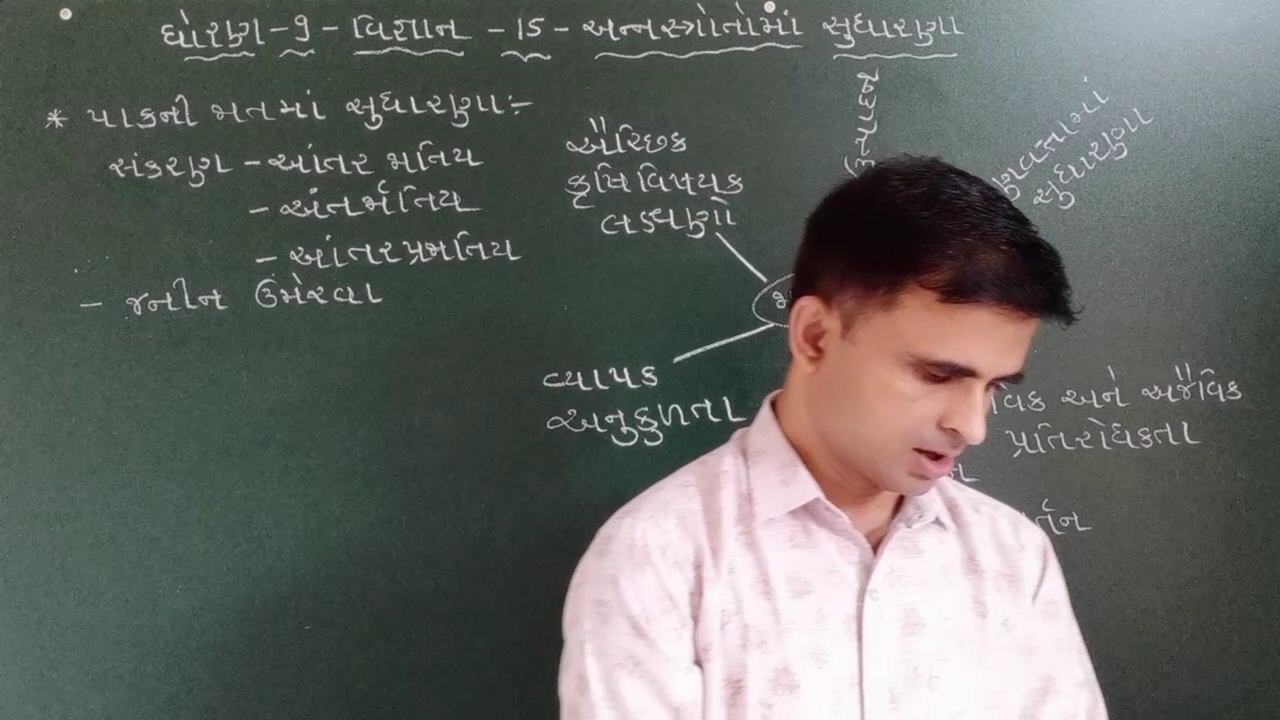 ધોરણ - 9 - વિજ્ઞાન - 15 - અન્નસ્ત્રોતોમાં સુધારણા
* પાકની જાતમાં સુધારણા:-
સંકરણ - આંતર જાતિય
- અંતર્જાતિય
- આંતરપ્રજાતિય
- જનીન ઉમેરવા
ઐચ્છિક
કૃષિવિષયક
લક્ષણો
વ્યાપક
અનુકુળતા
સુધારણા
અને અજૈવિક
પ્રતિરોધકતા